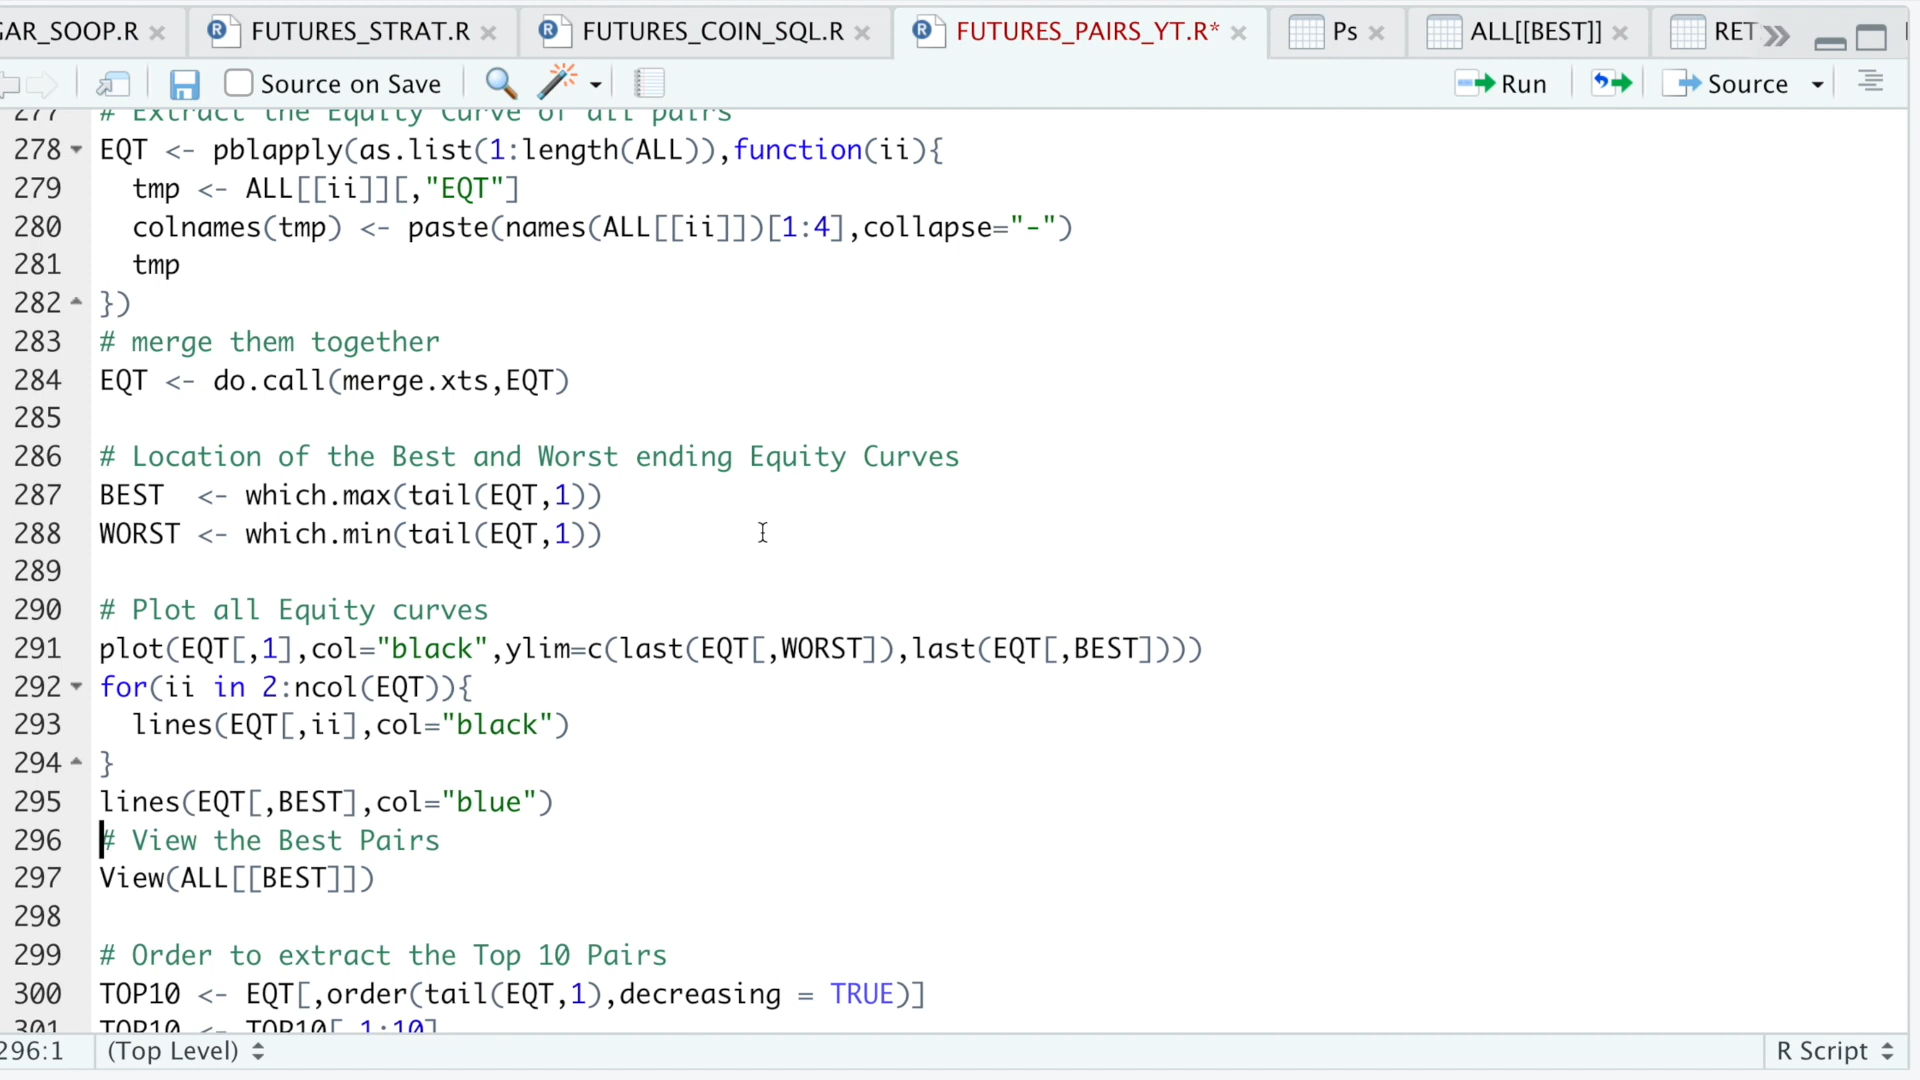 GAR_SOOP.R FUTURES_STRAT.R FUTURES_COIN_SQL.R FUTURES_PAIRS_YT.R* Ps ALL[[BEST]] RET
Source on Save Run Source
277 # Extract the Equity Curve of all pairs
278 EQT <- pblapply(as.list(1:length(ALL)),function(ii){
279 tmp <- ALL[[ii]][,"EQT"]
280 colnames(tmp) <- paste(names(ALL[[ii]])[1:4],collapse="-")
281 tmp
282 })
283 # merge them together
284 EQT <- do.call(merge.xts,EQT)
285
286 # Location of the Best and Worst ending Equity Curves
287 BEST <- which.max(tail(EQT,1))
288 WORST <- which.min(tail(EQT,1))
289
290 # Plot all Equity curves
291 plot(EQT[,1],col="black",ylim=c(last(EQT[,WORST]),last(EQT[,BEST])))
292 for(ii in 2:ncol(EQT)){
293 lines(EQT[,ii],col="black")
294 }
295 lines(EQT[,BEST],col="blue")
296 # View the Best Pairs
297 View(ALL[[BEST]])
298
299 # Order to extract the Top 10 Pairs
300 TOP10 <- EQT[,order(tail(EQT,1),decreasing = TRUE)]
301 TOP10 <- TOP10[,1:10]
296:1 (Top Level) R Script